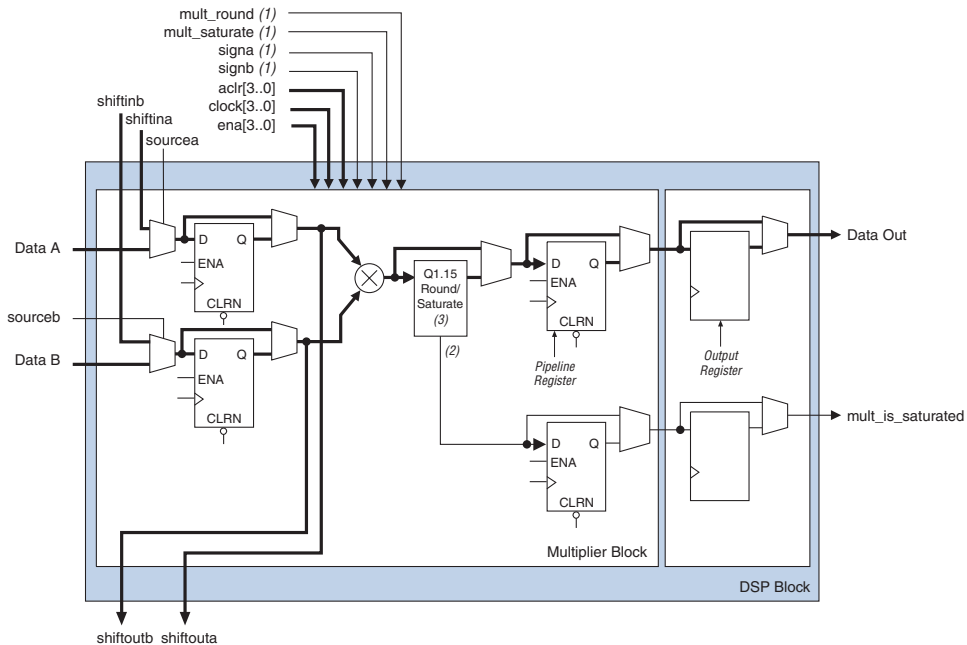 mult_round (1)
mult_saturate (1)
signa (1)
signb (1)
aclr[3..0]
clock[3..0]
ena[3..0]
shiftinb
shiftina
sourcea
Data A
D Q
ENA
CLRN
sourceb
Data B
D Q
ENA
CLRN
Q1.15
Round/
Saturate
(3)
(2)
D
Q
ENA
CLRN
Pipeline
Register
Output
Register
Data Out
D Q
ENA
CLRN
mult_is_saturated
Multiplier Block
DSP Block
shiftoutb shiftouta